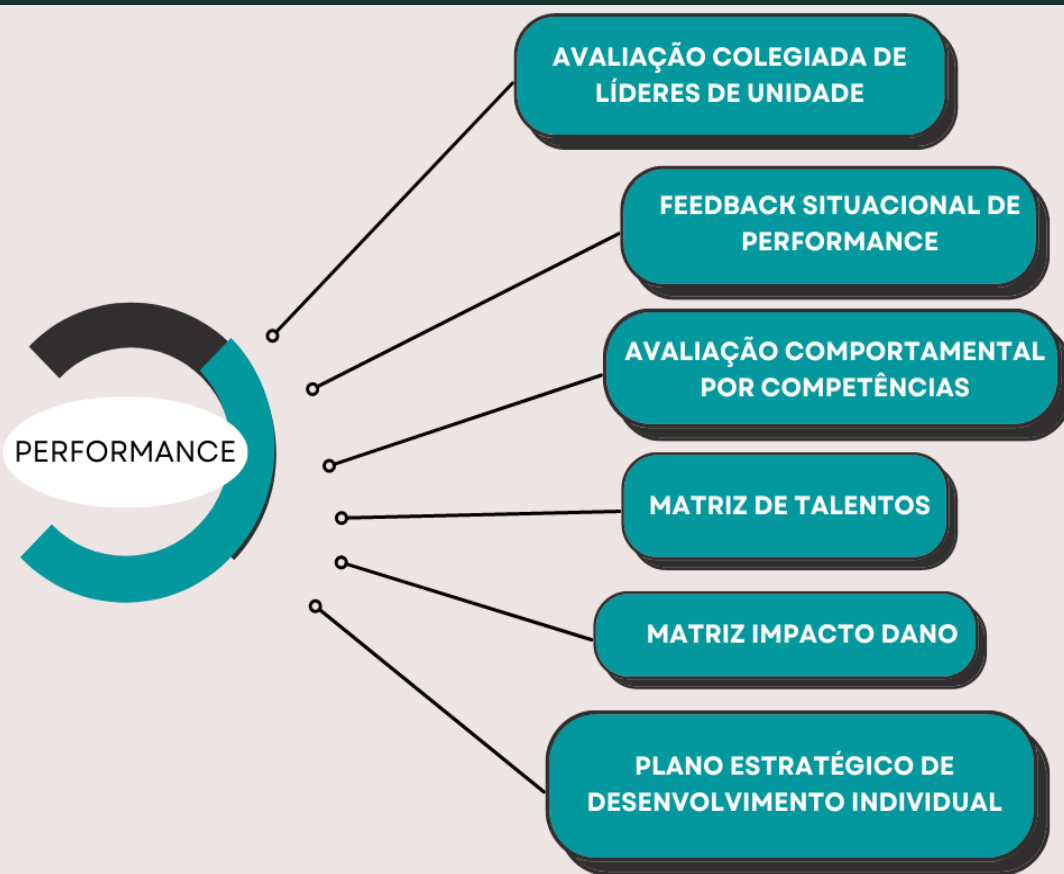 AVALIAÇÃO COLEGIADA DE
LÍDERES DE UNIDADE
FEEDBACK SITUACIONAL DE
PERFORMANCE
AVALIAÇÃO COMPORTAMENTAL
POR COMPETÊNCIAS
PERFORMANCE
MATRIZ DE TALENTOS
MATRIZ IMPACTO DANO
PLANO ESTRATÉGICO DE
DESENVOLVIMENTO INDIVIDUAL